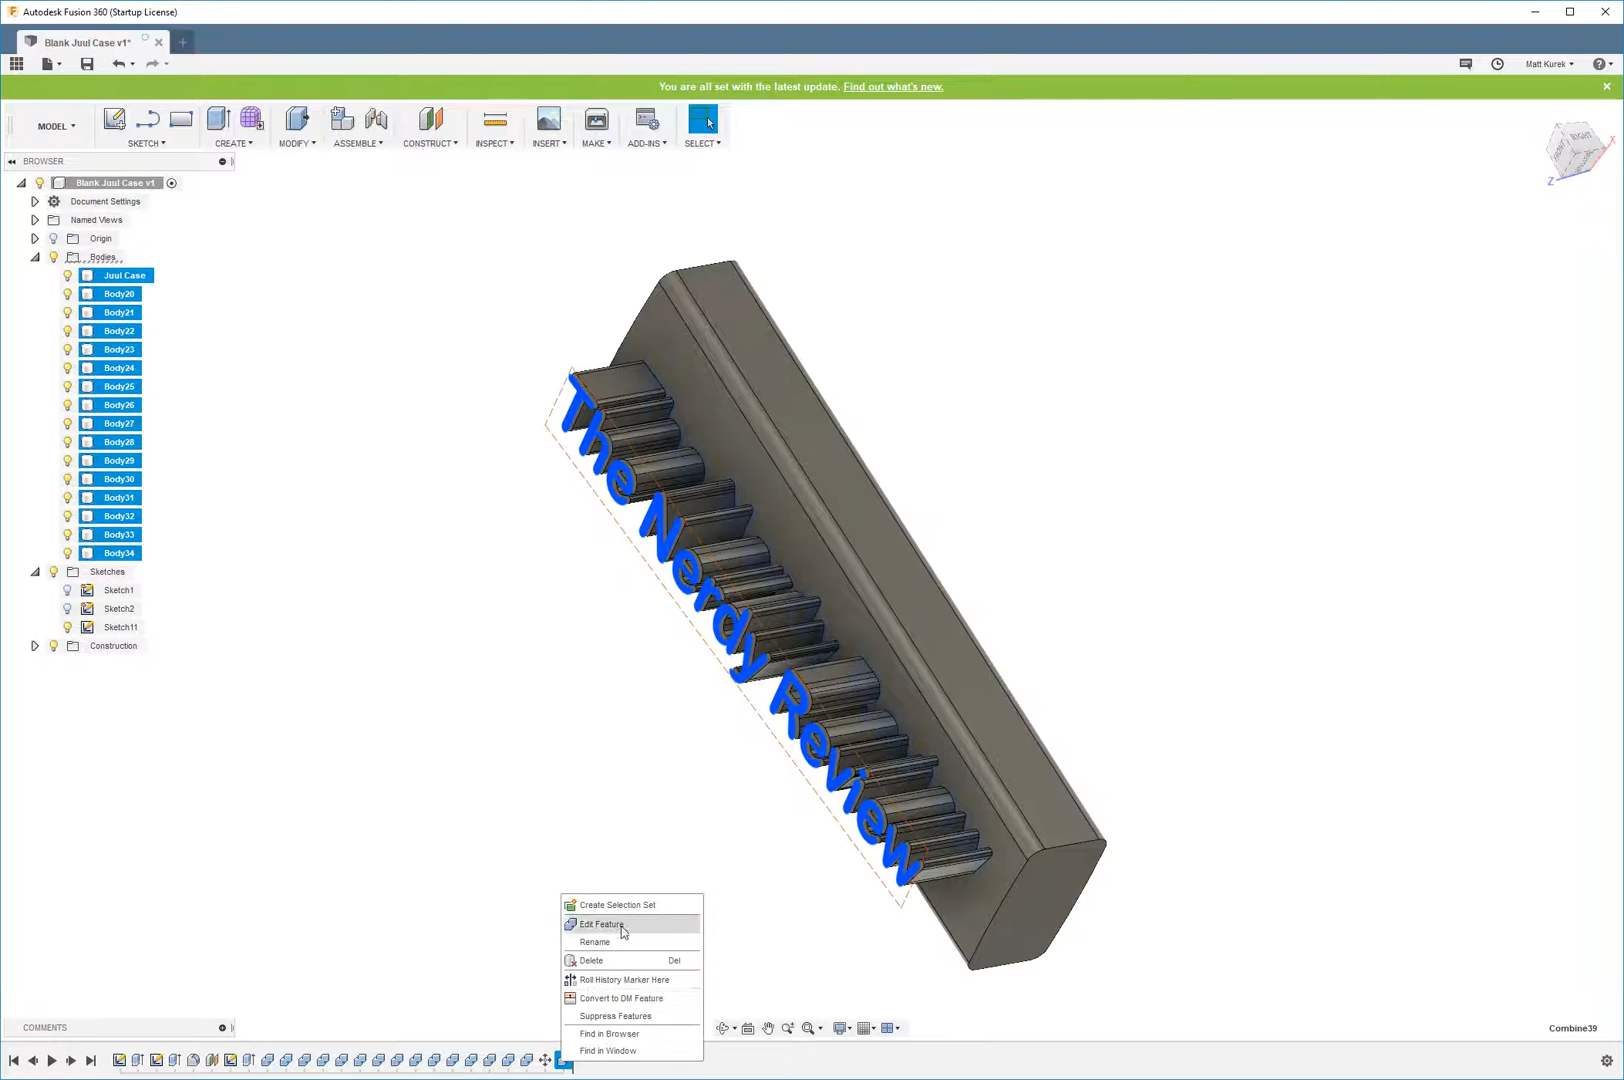 Autodesk Fusion 360 (Startup License)
Blank Juul Case v1*
Matt Kurek
You are all set with the latest update. Find out what's new.
MODEL
SKETCH
CREATE
MODIFY
ASSEMBLE
CONSTRUCT
INSPECT
INSERT
MAKE
ADD-INS
SELECT
FRONT
RIGHT
X
Z
BROWSER
Blank Juul Case v1
Document Settings
Named Views
Origin
Bodies
Juul Case
Body20
Body21
Body22
Body23
Body24
Body25
Body26
Body27
Body28
Body29
Body30
Body31
Body32
Body33
Body34
Sketches
Sketch1
Sketch2
Sketch11
Construction
The Nerdy Review
Create Selection Set
Edit Feature
Rename
Delete Del
Roll History Marker Here
Convert to DM Feature
Suppress Features
Find in Browser
Find in Window
COMMENTS
Combine39